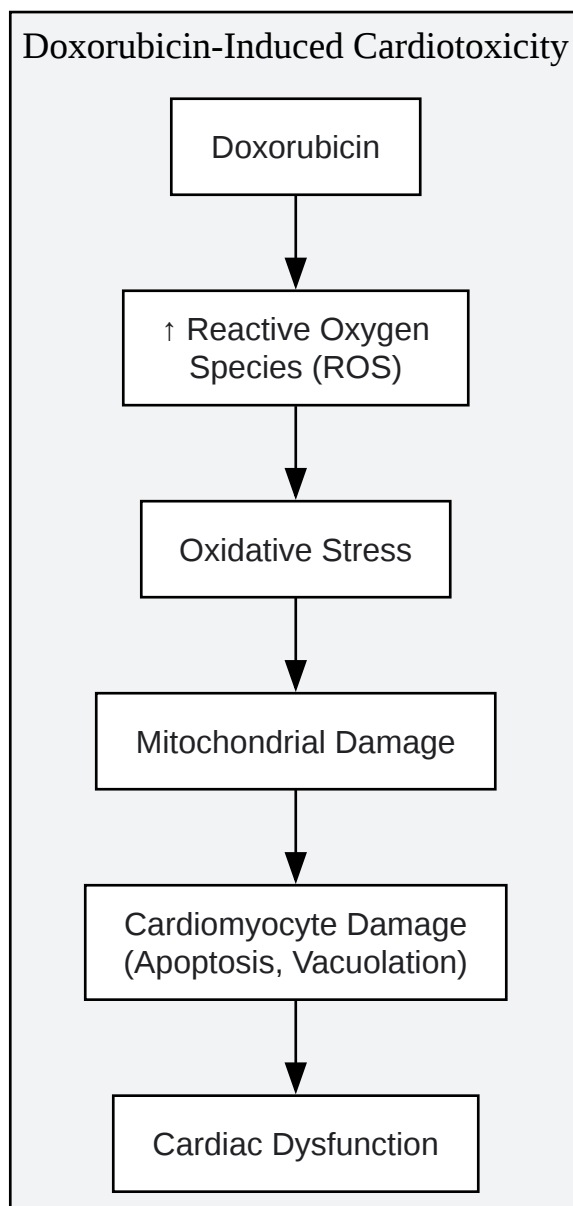 Doxorubicin-Induced Cardiotoxicity
Doxorubicin
↑ Reactive Oxygen
Species (ROS)
Oxidative Stress
Mitochondrial Damage
Cardiomyocyte Damage
(Apoptosis, Vacuolation)
Cardiac Dysfunction